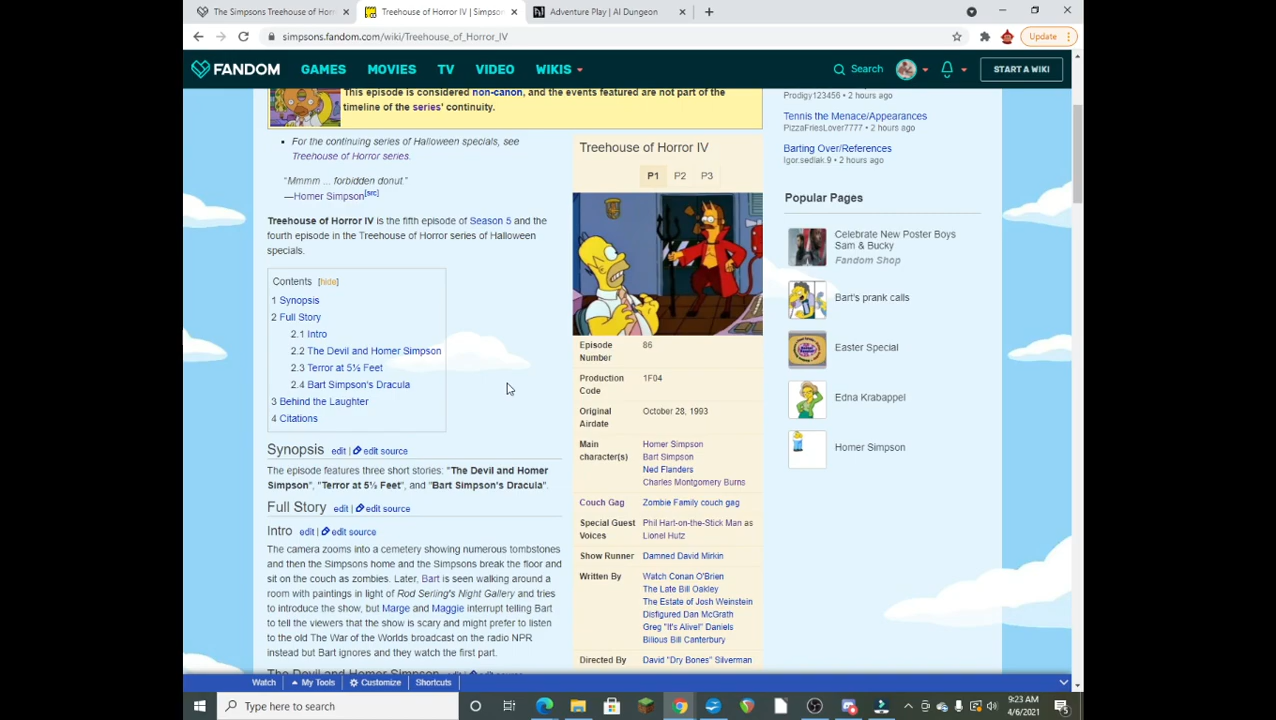 The Simpsons Treehouse of Horr
Treehouse of Horror IV | Simpson
Adventure Play | AI Dungeon
simpsons.fandom.com/wiki/Treehouse_of_Horror_IV
Update
FANDOM
GAMES
MOVIES
TV
VIDEO
WIKIS
Search
START A WIKI
This episode is considered non-canon, and the events featured are not part of the
timeline of the series' continuity.
For the continuing series of Halloween specials, see
Treehouse of Horror series.
"Mmmm ... forbidden donut."
—Homer Simpson[src]
Treehouse of Horror IV is the fifth episode of Season 5 and the
fourth episode in the Treehouse of Horror series of Halloween
specials.
Contents [hide]
1 Synopsis
2 Full Story
2.1 Intro
2.2 The Devil and Homer Simpson
2.3 Terror at 5½ Feet
2.4 Bart Simpson's Dracula
3 Behind the Laughter
4 Citations
Synopsis edit | edit source
The episode features three short stories: "The Devil and Homer
Simpson", "Terror at 5½ Feet", and "Bart Simpson's Dracula".
Full Story edit | edit source
Intro edit | edit source
The camera zooms into a cemetery showing numerous tombstones
and then the Simpsons home and the Simpsons break the floor and
sit on the couch as zombies. Later, Bart is seen walking around a
room with paintings in light of Rod Serling's Night Gallery and tries
to introduce the show, but Marge and Maggie interrupt telling Bart
to tell the viewers that the show is scary and might prefer to listen
to the old The War of the Worlds broadcast on the radio NPR
instead but Bart ignores and they watch the first part.
The Devil and Homer Simpson
Treehouse of Horror IV
P1
P2
P3
Episode Number 86
Production Code 1F04
Original Airdate October 28, 1993
Main character(s) Homer Simpson
Bart Simpson
Ned Flanders
Charles Montgomery Burns
Couch Gag Zombie Family couch gag
Special Guest Voices Phil Hart-on-the-Stick Man as
Lionel Hutz
Show Runner Damned David Mirkin
Written By Watch Conan O'Brien
The Late Bill Oakley
The Estate of Josh Weinstein
Disfigured Dan McGrath
Greg "It's Alive!" Daniels
Bilious Bill Canterbury
Directed By David "Dry Bones" Silverman
Prodigy123456 • 2 hours ago
Tennis the Menace/Appearances
PizzaFriesLover7777 • 2 hours ago
Barting Over/References
Igor.sedlak.9 • 2 hours ago
Popular Pages
Celebrate New Poster Boys
Sam & Bucky
Fandom Shop
Bart's prank calls
Easter Special
Edna Krabappel
Homer Simpson
Watch
My Tools
Customize
Shortcuts
Type here to search
9:23 AM
4/6/2021
5